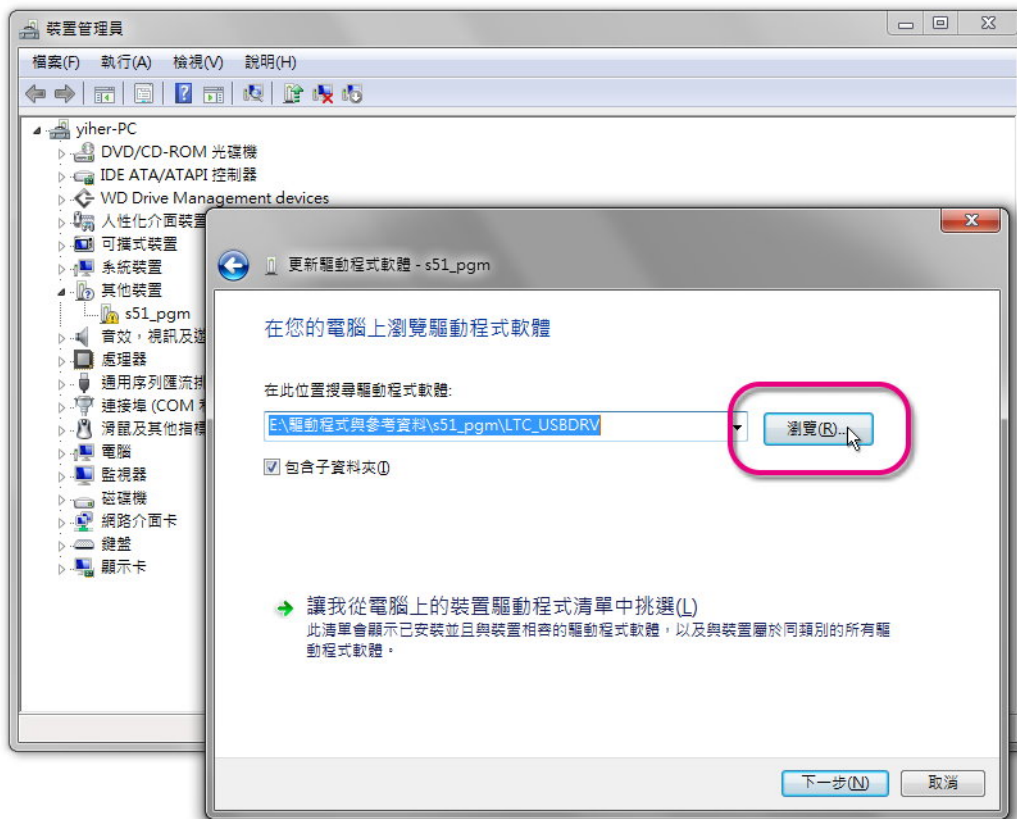 裝置管理員
檔案(F) 執行(A) 檢視(V) 說明(H)
yiher-PC
DVD/CD-ROM 光碟機
IDE ATA/ATAPI 控制器
WD Drive Management devices
人性化介面裝置
可攜式裝置
系統裝置
其他裝置
s51_pgm
音效，視訊及遊
處理器
通用序列匯流排
連接埠 (COM 和
滑鼠及其他指標
電腦
監視器
磁碟機
網路介面卡
鍵盤
顯示卡
更新驅動程式軟體 - s51_pgm
在您的電腦上瀏覽驅動程式軟體
在此位置搜尋驅動程式軟體:
E:\驅動程式與參考資料\s51_pgm\LTC_USBDRV
瀏覽(R)...
包含子資料夾(I)
讓我從電腦上的裝置驅動程式清單中挑選(L)
此清單會顯示已安裝並且與裝置相容的驅動程式軟體，以及與裝置屬於同類別的所有驅
動程式軟體。
下一步(N) 取消